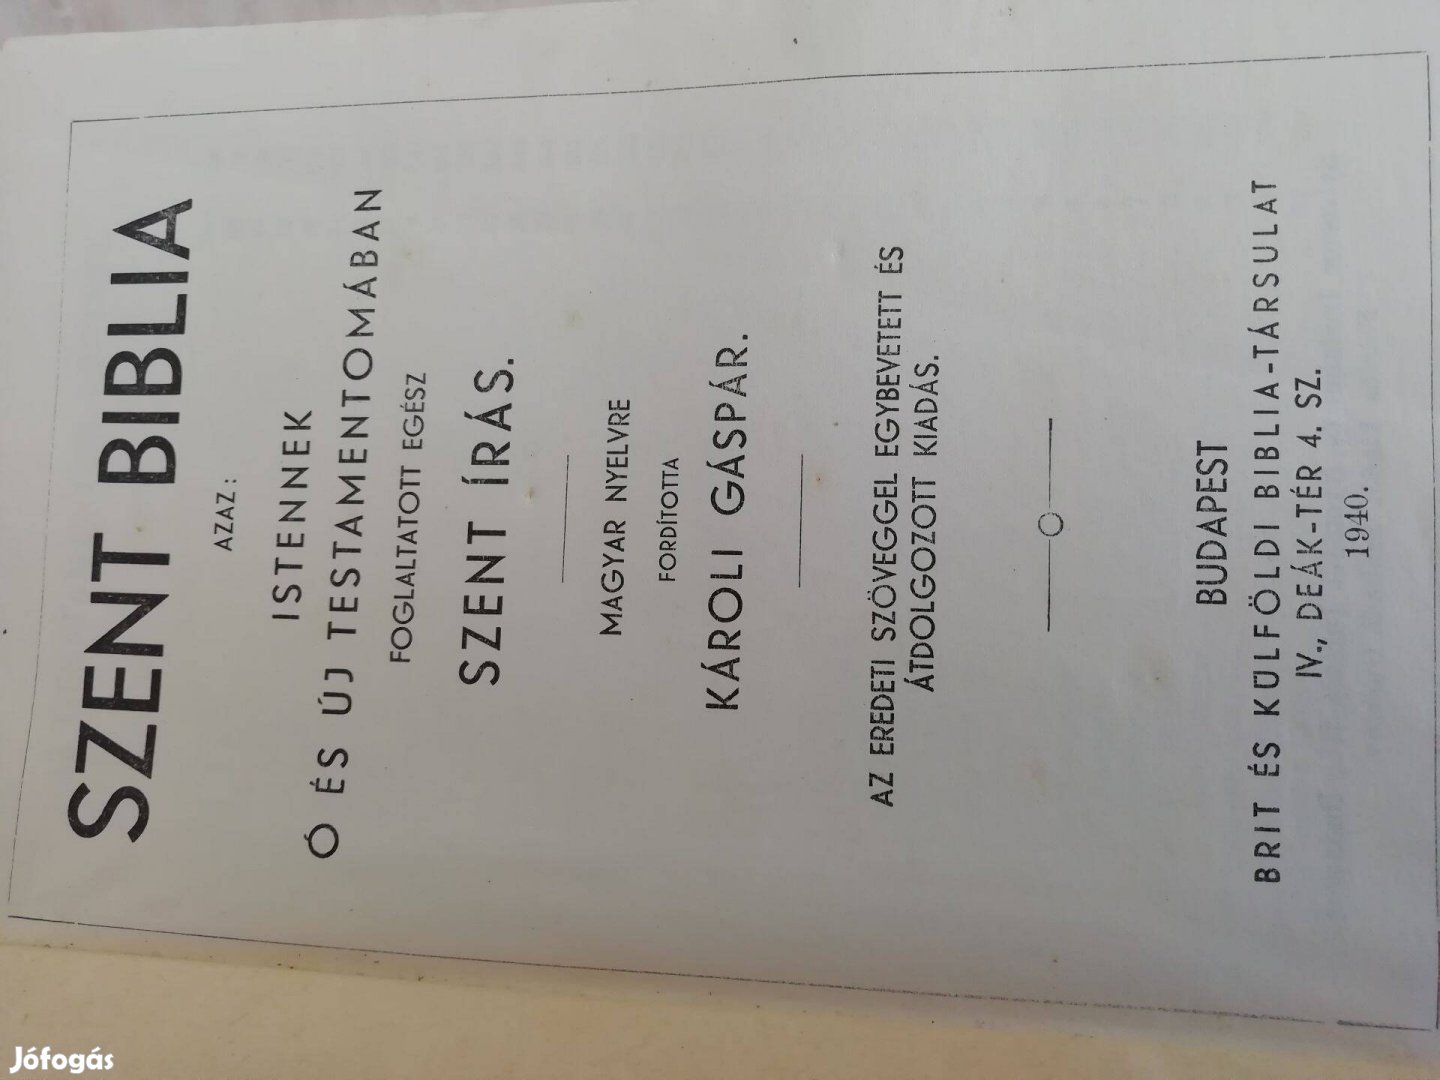 SZENT BIBLIA
AZAZ:
ISTENNEK
Ó ÉS ÚJ TESTAMENTOMÁBAN
FOGLALTATOTT EGÉSZ
SZENT ÍRÁS.
MAGYAR NYELVRE
FORDÍTOTTA
KÁROLI GÁSPÁR.
AZ EREDETI SZÖVEGGEL EGYBEVETETT ÉS
ÁTDOLGOZOTT KIADÁS.
BUDAPEST
BRIT ÉS KÜLFÖLDI BIBLIA-TÁRSULAT
IV., DEÁK-TÉR 4. SZ.
1940.
Jófogás